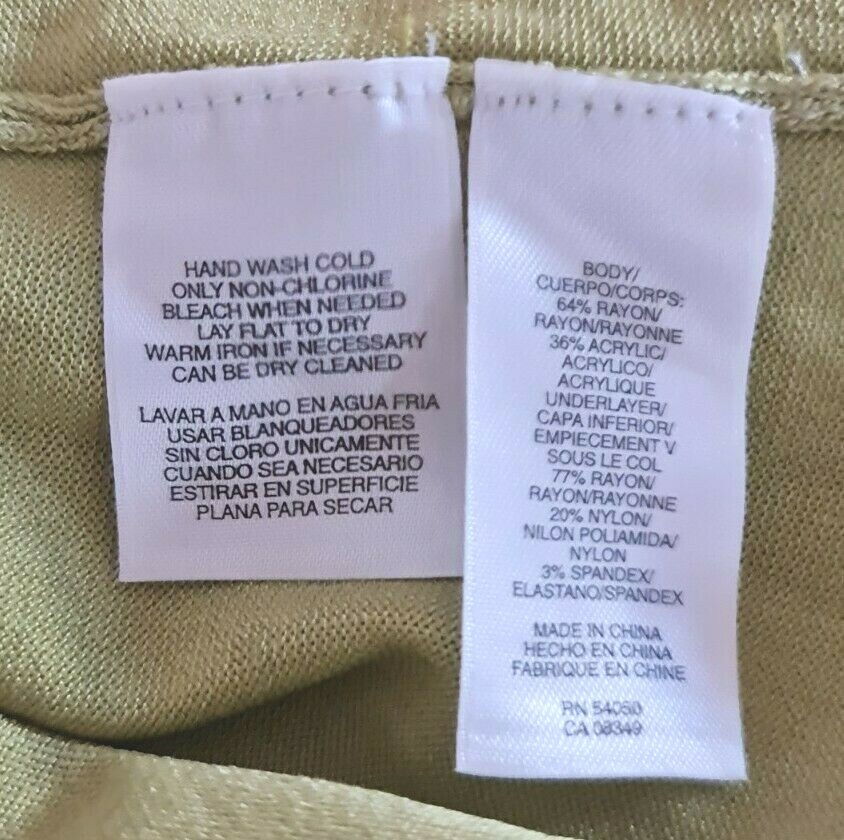 HAND WASH COLD
ONLY NON-CHLORINE
BLEACH WHEN NEEDED
LAY FLAT TO DRY
WARM IRON IF NECESSARY
CAN BE DRY CLEANED
LAVAR A MANO EN AGUA FRIA
USAR BLANQUEADORES
SIN CLORO UNICAMENTE
CUANDO SEA NECESARIO
ESTIRAR EN SUPERFICIE
PLANA PARA SECAR
BODY/
CUERPO/CORPS:
64% RAYON/
RAYON/RAYONNE
36% ACRYLIC/
ACRYLICO/
ACRYLIQUE
UNDERLAYER/
CAPA INFERIOR/
EMPIECEMENT V
SOUS LE COL
77% RAYON/
RAYON/RAYONNE
20% NYLON/
NILON POLIAMIDA/
NYLON
3% SPANDEX/
ELASTANO/SPANDEX
MADE IN CHINA
HECHO EN CHINA
FABRIQUE EN CHINE
RN 54050
CA 08349